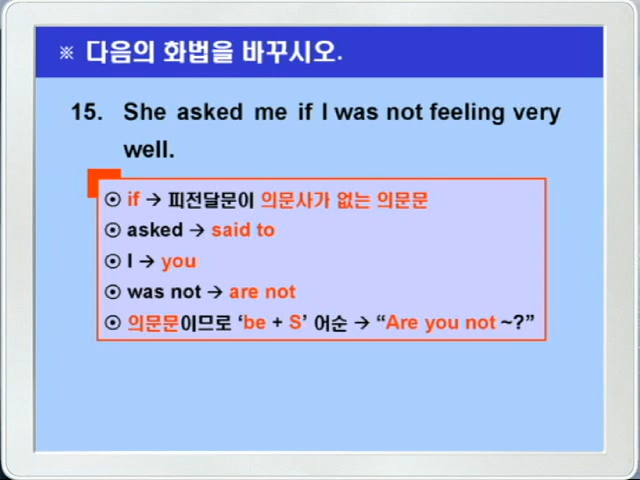 ※ 다음의 화법을 바꾸시오.
15. She asked me if I was not feeling very
well.
⊙ if → 피전달문이 의문사가 없는 의문문
⊙ asked → said to
⊙ I → you
⊙ was not → are not
⊙ 의문문이므로 ‘be + S’ 어순 → “Are you not ~?”